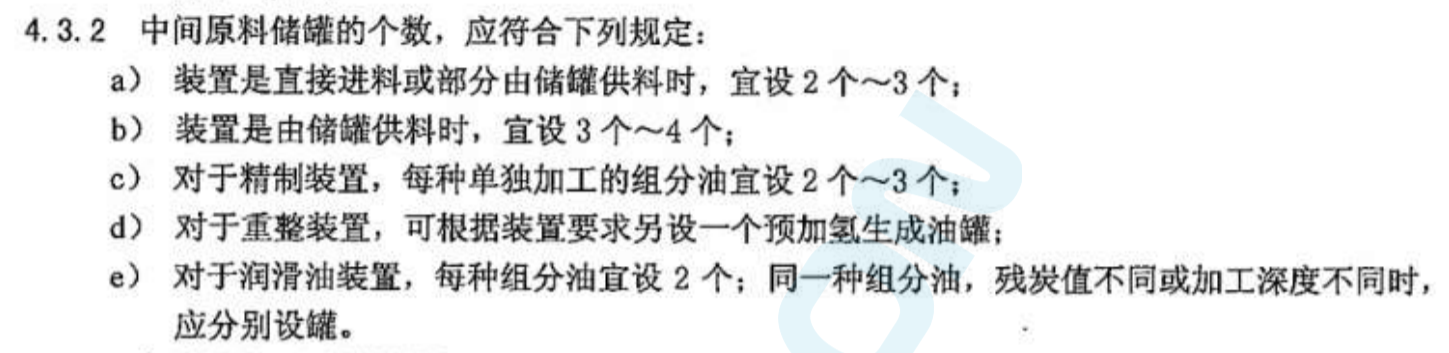 4.3.2 中间原料储罐的个数，应符合下列规定：
a） 装置是直接进料或部分由储罐供料时，宜设 2 个～3 个；
b） 装置是由储罐供料时，宜设 3 个～4 个；
c） 对于精制装置，每种单独加工的组分油宜设 2 个～3 个；
d） 对于重整装置，可根据装置要求另设一个预加氢生成油罐；
e） 对于润滑油装置，每种组分油宜设 2 个；同一种组分油，残炭值不同或加工深度不同时，
应分别设罐。